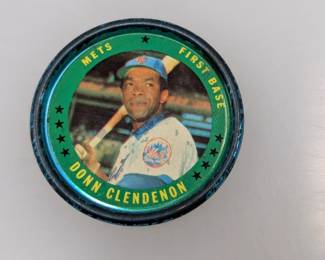 METS
FIRST BASE
DONN CLENDENON